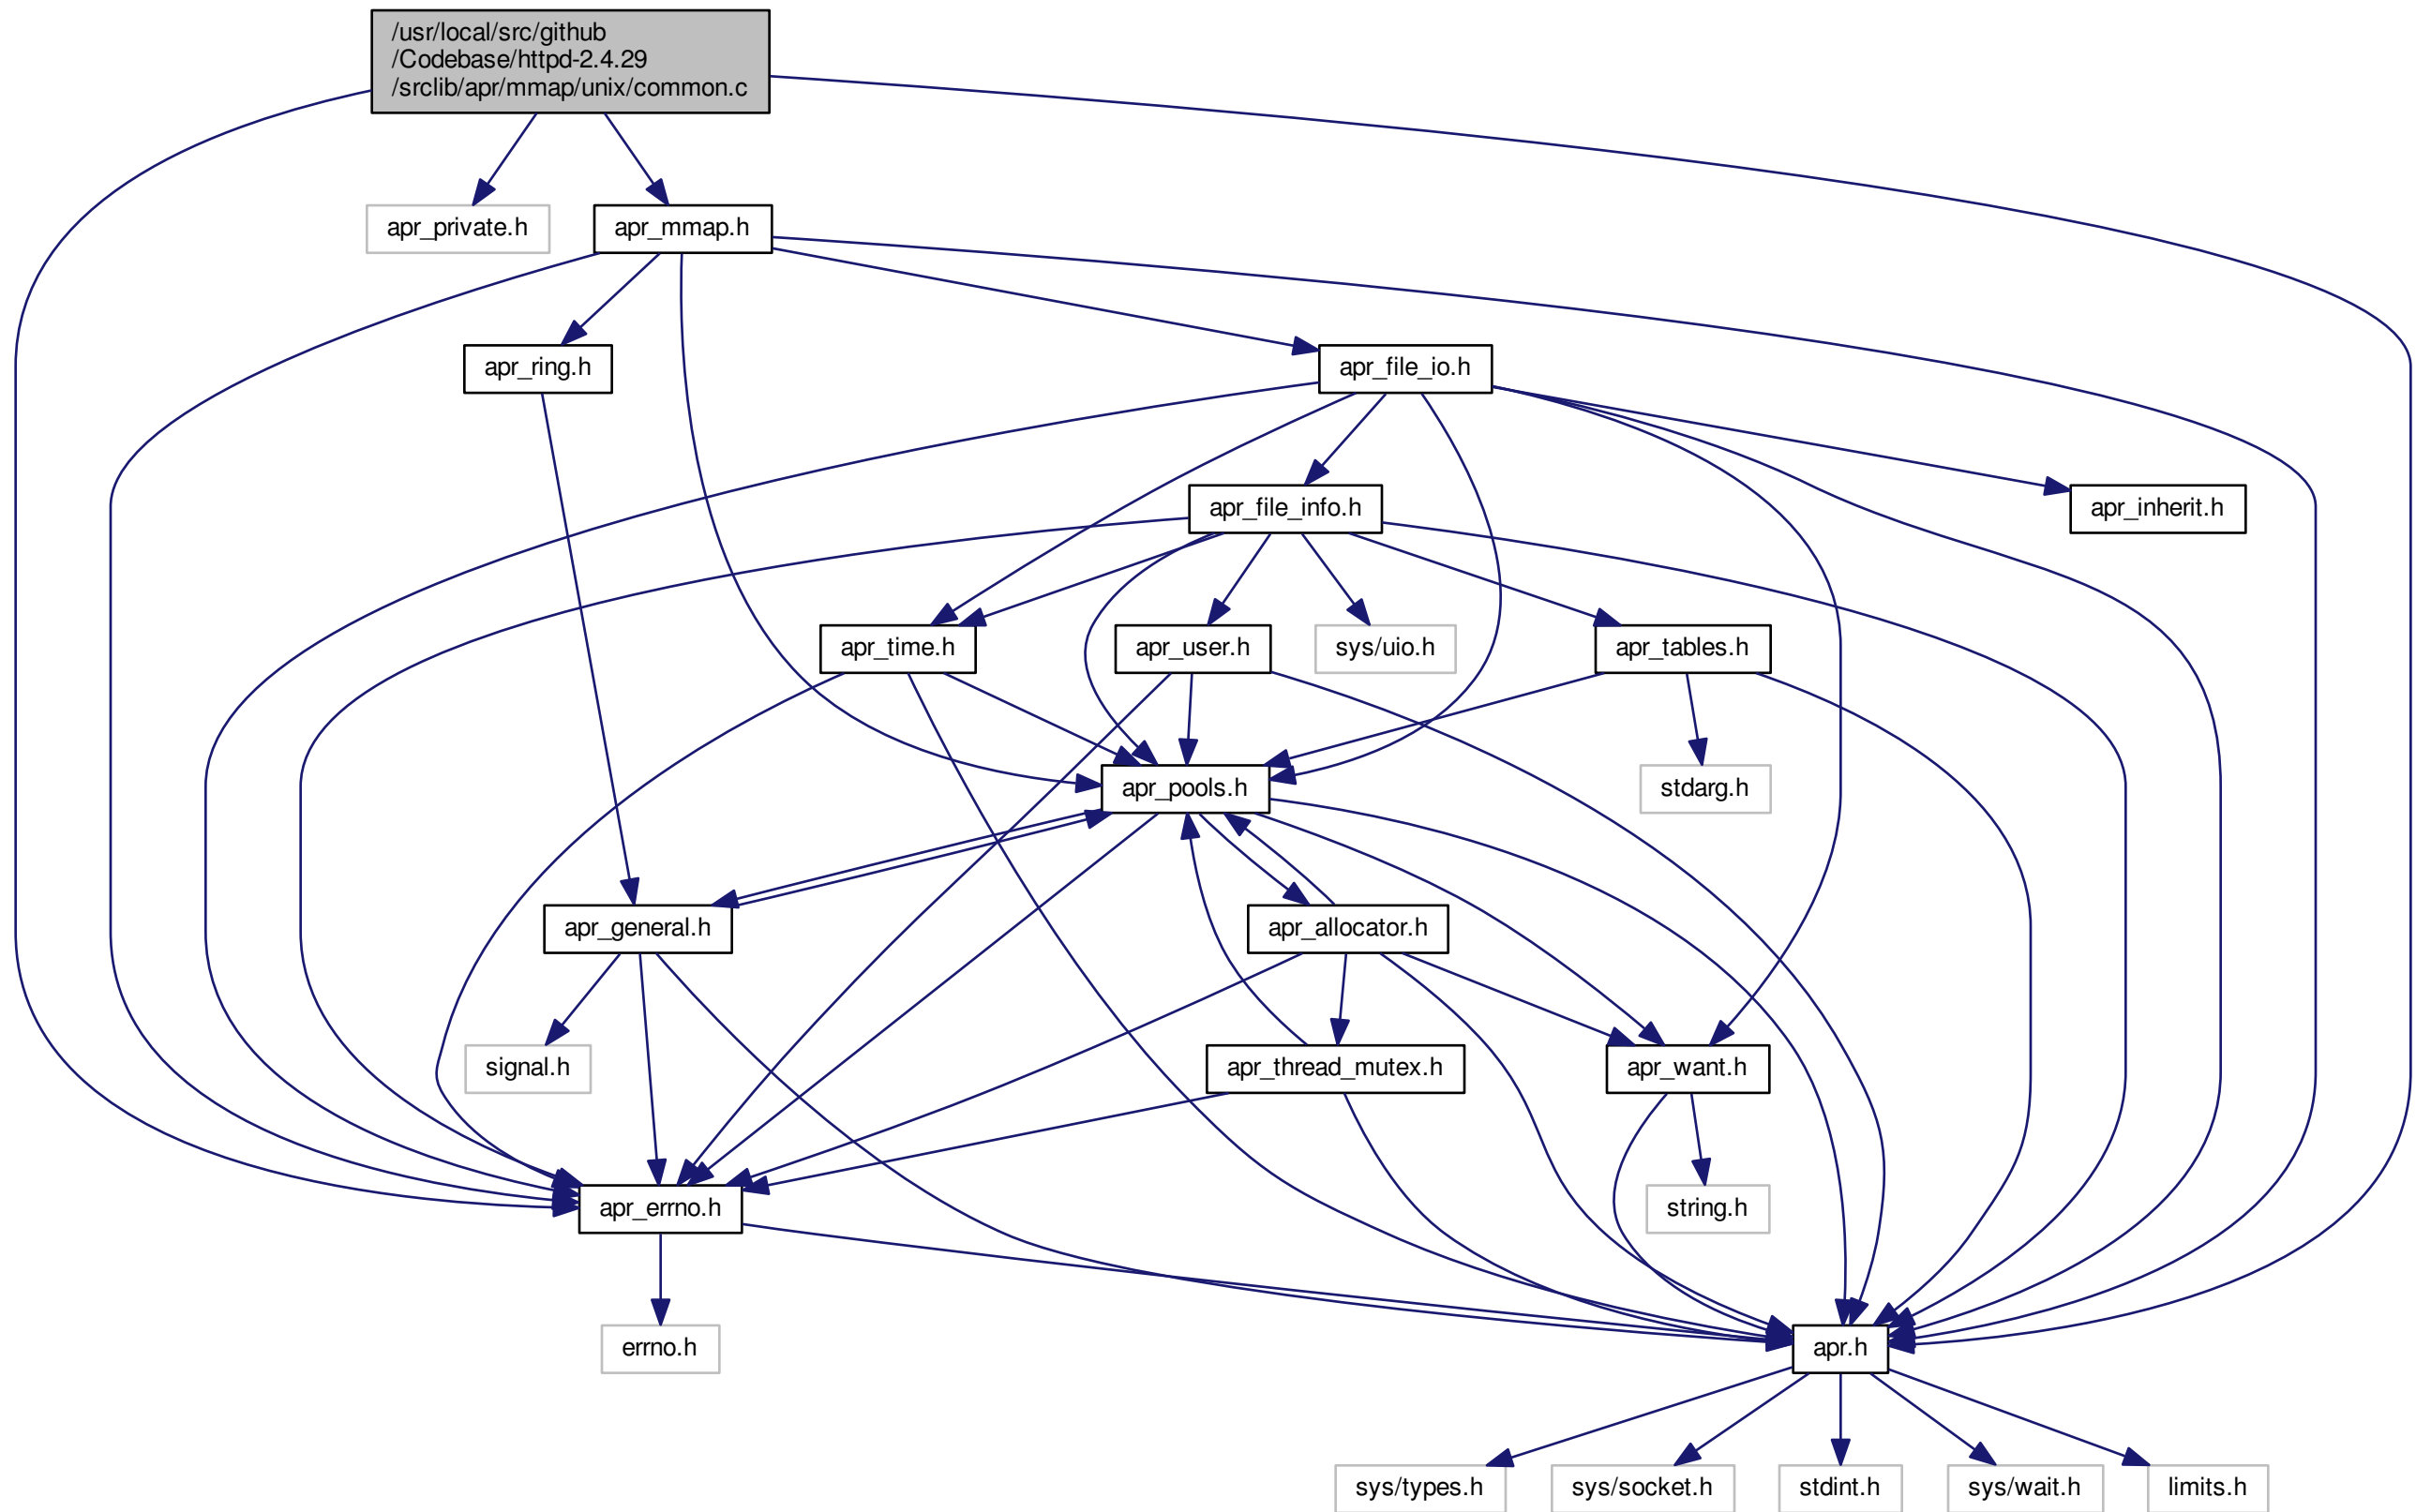 /usr/local/src/github
/Codebase/httpd-2.4.29
/srclib/apr/mmap/unix/common.c
apr_private.h
apr_mmap.h
apr_ring.h
apr_file_io.h
apr_file_info.h
apr_inherit.h
apr_time.h
apr_user.h
sys/uio.h
apr_tables.h
apr_pools.h
stdarg.h
apr_general.h
apr_allocator.h
signal.h
apr_thread_mutex.h
apr_want.h
apr_errno.h
string.h
errno.h
apr.h
sys/types.h
sys/socket.h
stdint.h
sys/wait.h
limits.h